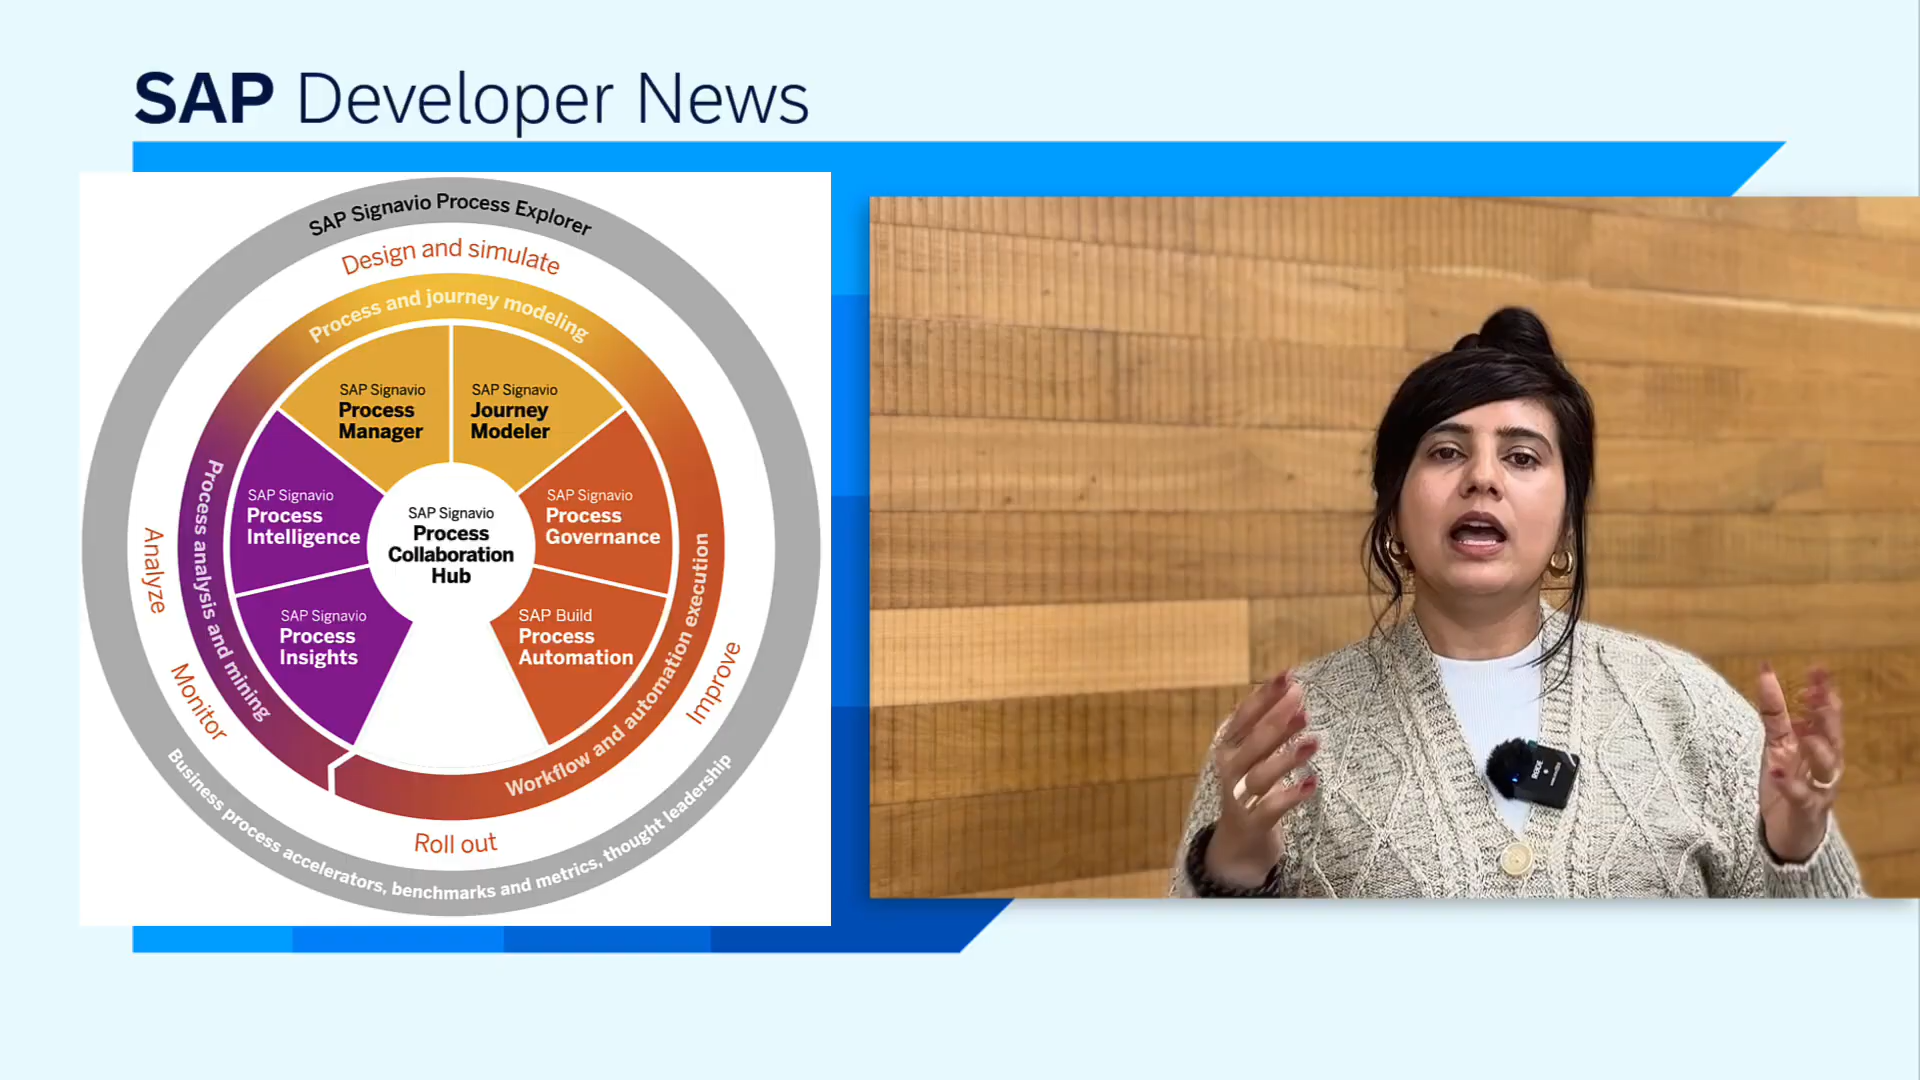 SAP Developer News
SAP Signavio Process Explorer
Design and simulate
Process and journey modeling
SAP Signavio
Process
Manager
SAP Signavio
Journey
Modeler
SAP Signavio
Process
Intelligence
SAP Signavio
Process
Collaboration
Hub
SAP Signavio
Process
Governance
SAP Signavio
Process
Insights
SAP Build
Process
Automation
Process analysis and mining
Workflow and automation execution
Analyze
Monitor
Improve
Roll out
Business process accelerators, benchmarks and metrics, thought leadership
RØDE